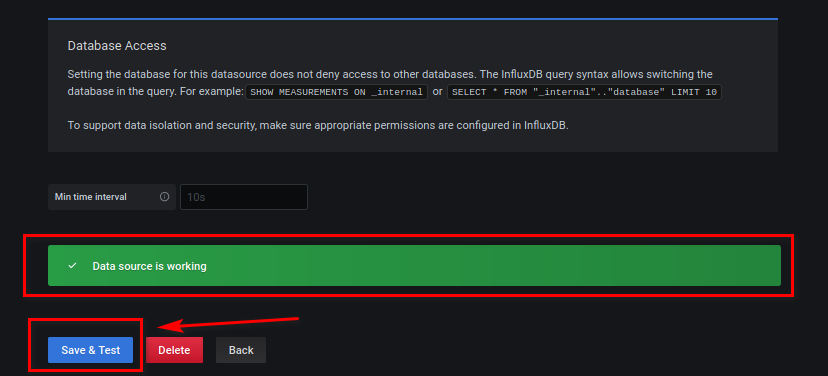 Database Access
Setting the database for this datasource does not deny access to other databases. The InfluxDB query syntax allows switching the
database in the query. For example: SHOW MEASUREMENTS ON _internal or SELECT * FROM "_internal".."database" LIMIT 10
To support data isolation and security, make sure appropriate permissions are configured in InfluxDB.
Min time interval 10s
Data source is working
Save & Test Delete Back